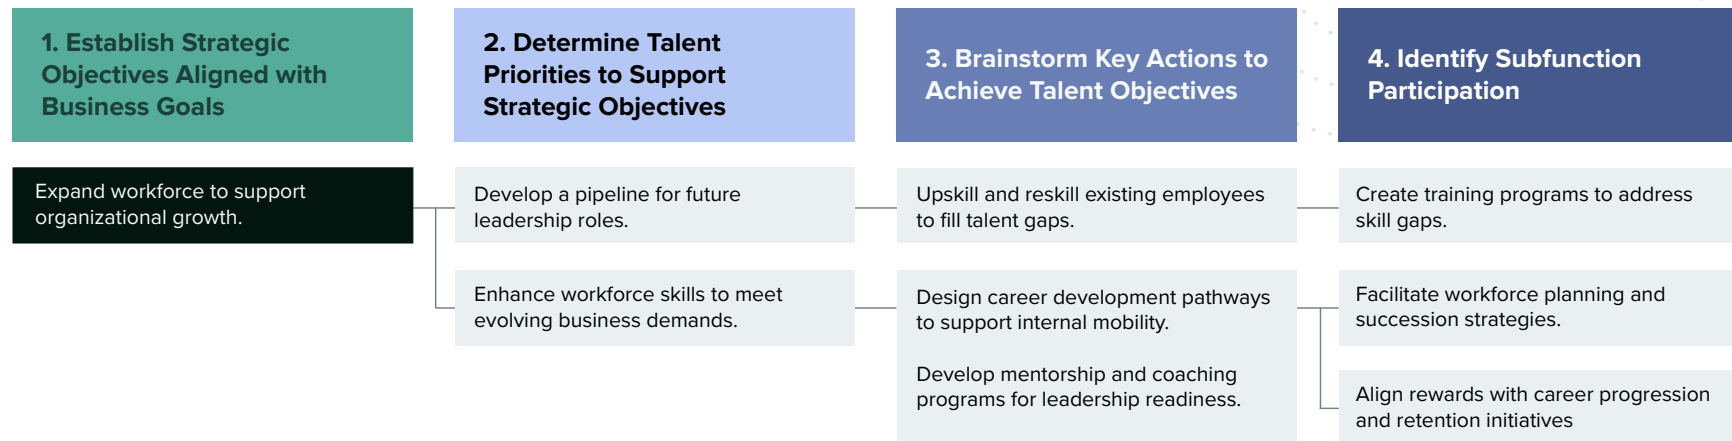 1. Establish Strategic
Objectives Aligned with
Business Goals
2. Determine Talent
Priorities to Support
Strategic Objectives
3. Brainstorm Key Actions to
Achieve Talent Objectives
4. Identify Subfunction
Participation
Expand workforce to support
organizational growth.
Develop a pipeline for future
leadership roles.
Upskill and reskill existing employees
to fill talent gaps.
Create training programs to address
skill gaps.
Enhance workforce skills to meet
evolving business demands.
Design career development pathways
to support internal mobility.
Develop mentorship and coaching
programs for leadership readiness.
Facilitate workforce planning and
succession strategies.
Align rewards with career progression
and retention initiatives